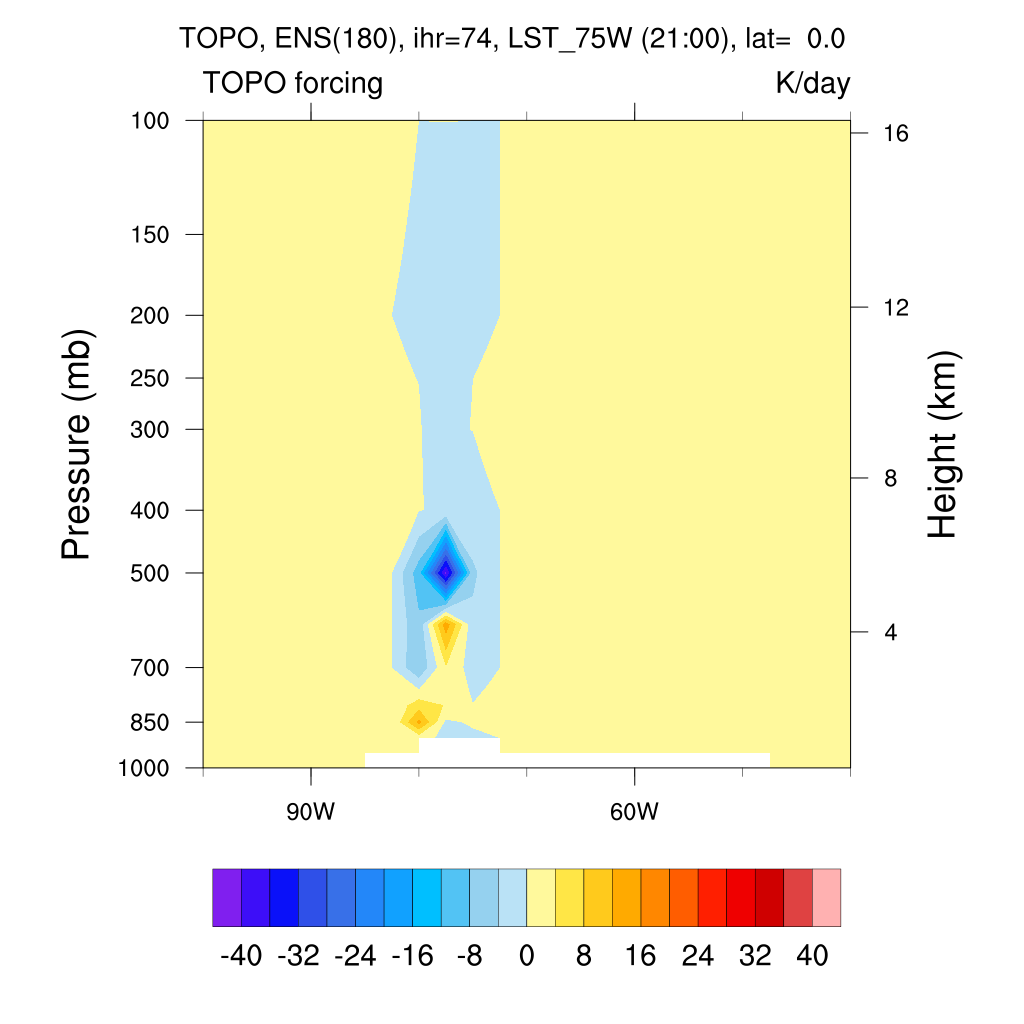 TOPO, ENS(180), ihr=74, LST_75W (21:00), lat=  0.0
TOPO forcing K/day
100
150
200
250
300
400
500
700
850
1000
Pressure (mb)
16
12
8
4
Height (km)
90W 60W
-40 -32 -24 -16 -8 0 8 16 24 32 40